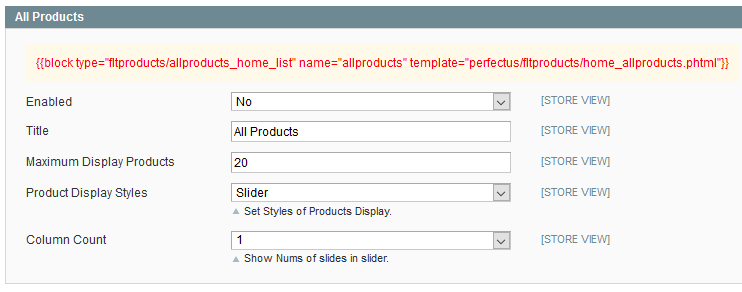 All Products
{{block type="fltproducts/allproducts_home_list" name="allproducts" template="perfectus/fltproducts/home_allproducts.phtml"}}
Enabled No [STORE VIEW]
Title All Products [STORE VIEW]
Maximum Display Products 20 [STORE VIEW]
Product Display Styles Slider [STORE VIEW]
Set Styles of Products Display.
Column Count 1 [STORE VIEW]
Show Nums of slides in slider.